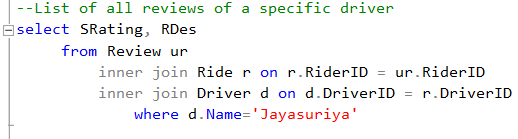 --List of all reviews of a specific driver
select SRating, RDes
from Review ur
inner join Ride r on r.RiderID = ur.RiderID
inner join Driver d on d.DriverID = r.DriverID
where d.Name='Jayasuriya'